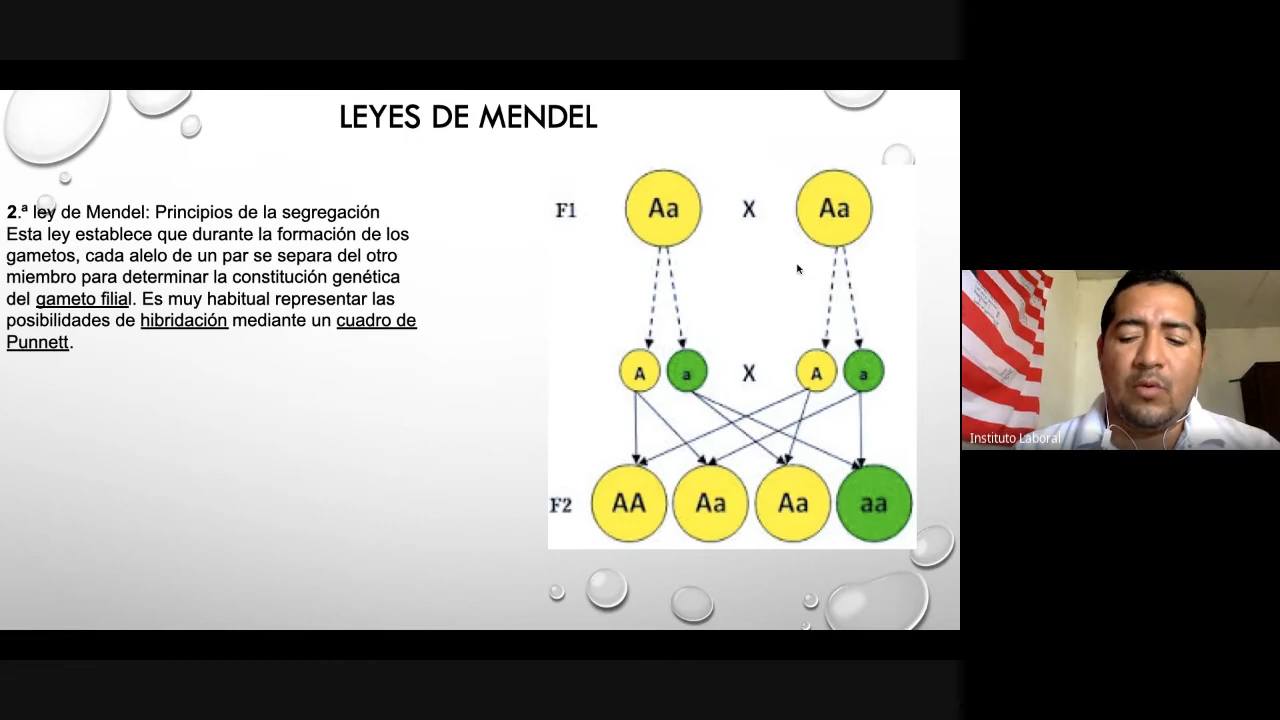 LEYES DE MENDEL
2.ª ley de Mendel: Principios de la segregación
Esta ley establece que durante la formación de los
gametos, cada alelo de un par se separa del otro
miembro para determinar la constitución genética
del gameto filial. Es muy habitual representar las
posibilidades de hibridación mediante un cuadro de
Punnett.
F1 Aa X Aa
A a X A a
F2 AA Aa Aa aa
Instituto Laboral